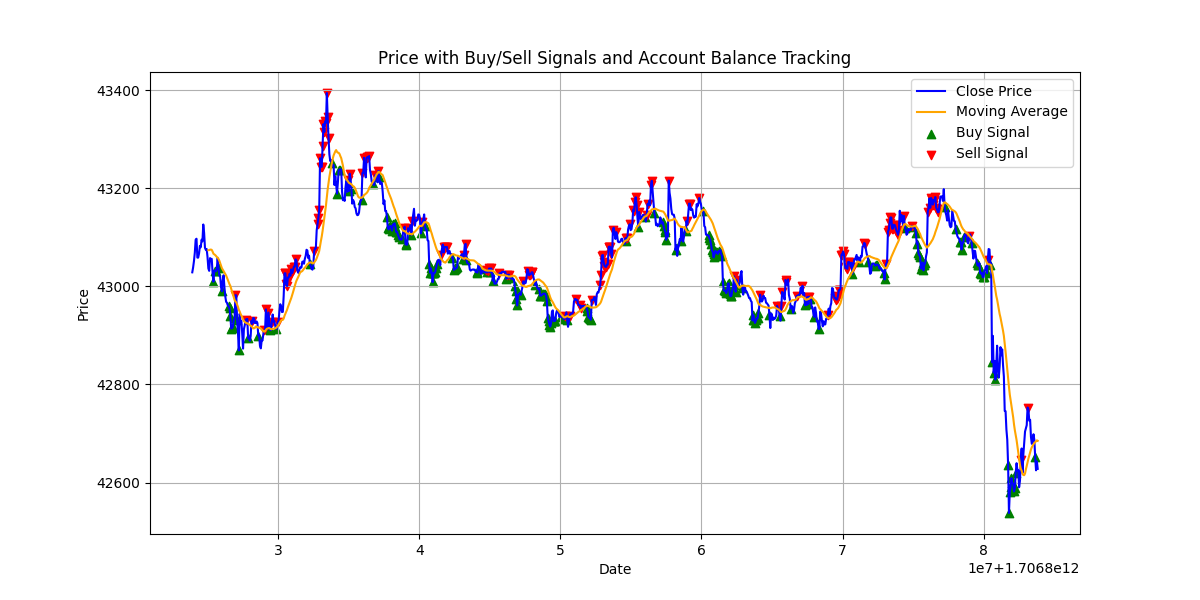 Price with Buy/Sell Signals and Account Balance Tracking
43400
43200
43000
42800
42600
Price
Close Price
Moving Average
Buy Signal
Sell Signal
3 4 5 6 7 8
Date
1e7+1.7068e12